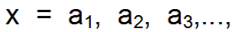 x = a₁, a₂, a₃,...,